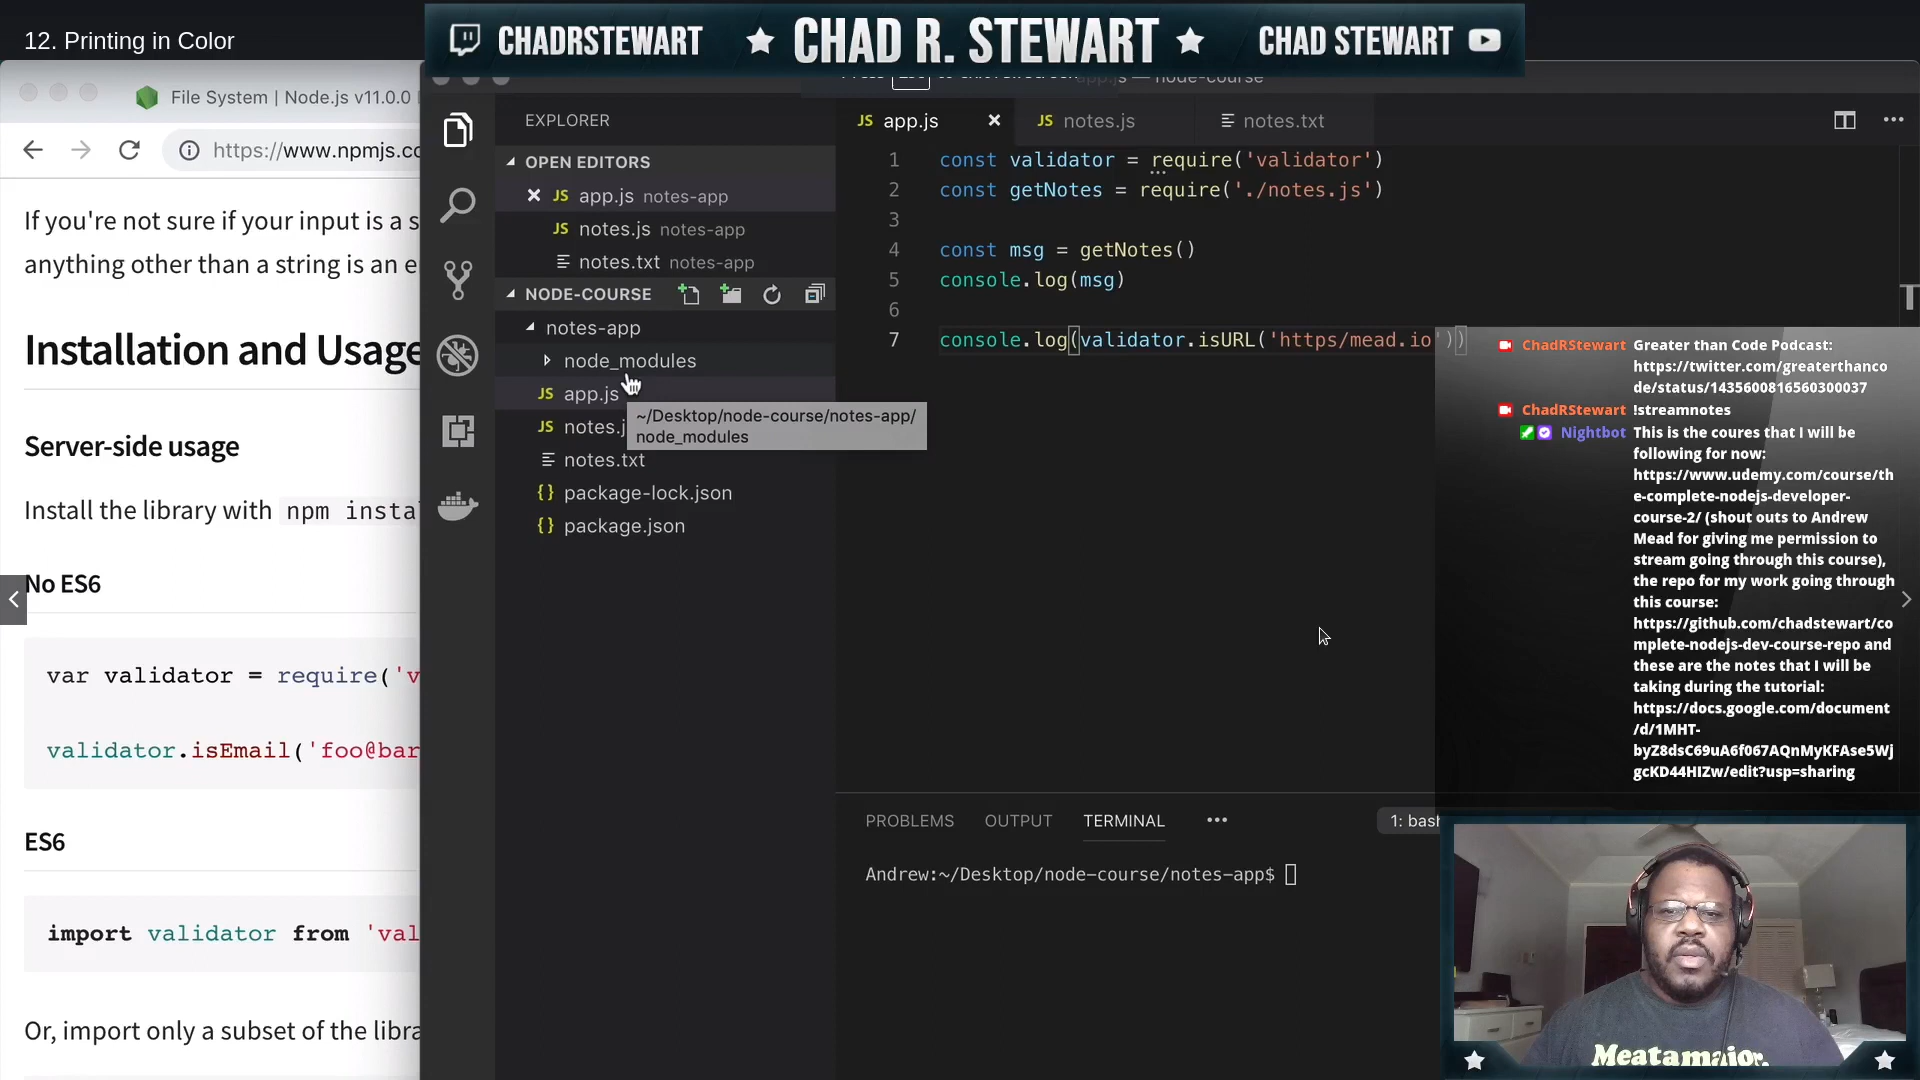 12. Printing in Color
CHADRSTEWART
CHAD R. STEWART
CHAD STEWART
File System | Node.js v11.0.0
https://www.npmjs.co
If you're not sure if your input is a s
anything other than a string is an e
Installation and Usage
Server-side usage
Install the library with npm instal
No ES6
var validator = require('v
validator.isEmail('foo@bar
ES6
import validator from 'val
Or, import only a subset of the libra
node-course
EXPLORER
OPEN EDITORS
JS app.js notes-app
JS notes.js notes-app
notes.txt notes-app
NODE-COURSE
notes-app
node_modules
JS app.js
JS notes.j
notes.txt
{} package-lock.json
{} package.json
~/Desktop/node-course/notes-app/
node_modules
JS app.js
JS notes.js
notes.txt
1 const validator = require('validator')
2 const getNotes = require('./notes.js')
3
4 const msg = getNotes()
5 console.log(msg)
6
7 console.log(validator.isURL('https/mead.io'))
PROBLEMS OUTPUT TERMINAL ••• 1: bash
Andrew:~/Desktop/node-course/notes-app$
ChadRStewart Greater than Code Podcast:
https://twitter.com/greaterthanco
de/status/1435600816560300037
ChadRStewart !streamnotes
Nightbot This is the coures that I will be
following for now:
https://www.udemy.com/course/th
e-complete-nodejs-developer-
course-2/ (shout outs to Andrew
Mead for giving me permission to
stream going through this course),
the repo for my work going through
this course:
https://github.com/chadstewart/co
mplete-nodejs-dev-course-repo and
these are the notes that I will be
taking during the tutorial:
https://docs.google.com/document
/d/1MHT-
byZ8dsC69uA6f067AQnMyKFAse5Wj
gcKD44HIZw/edit?usp=sharing
Meatamaior.